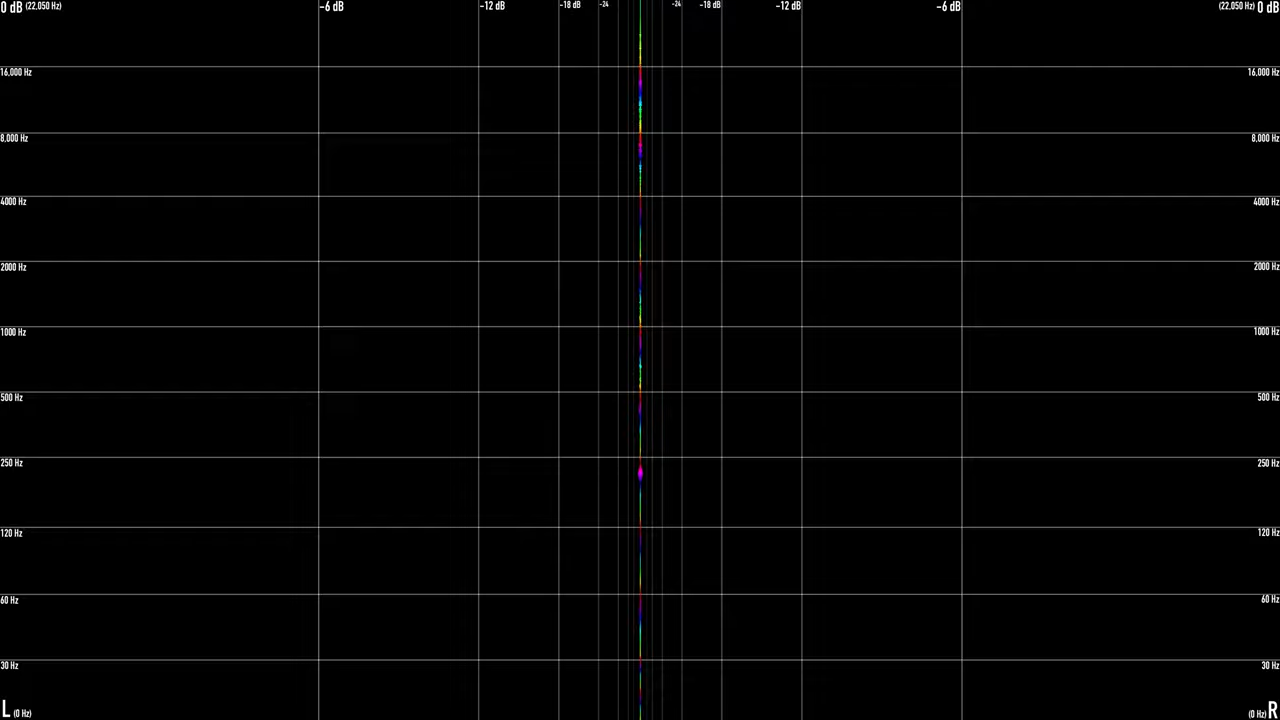 0 dB (22,050 Hz) -6 dB -12 dB -18 dB -24 -24 -18 dB -12 dB -6 dB (22,050 Hz) 0 dB
16,000 Hz 16,000 Hz
8,000 Hz 8,000 Hz
4000 Hz 4000 Hz
2000 Hz 2000 Hz
1000 Hz 1000 Hz
500 Hz 500 Hz
250 Hz 250 Hz
120 Hz 120 Hz
60 Hz 60 Hz
30 Hz 30 Hz
L (0 Hz) (0 Hz) R